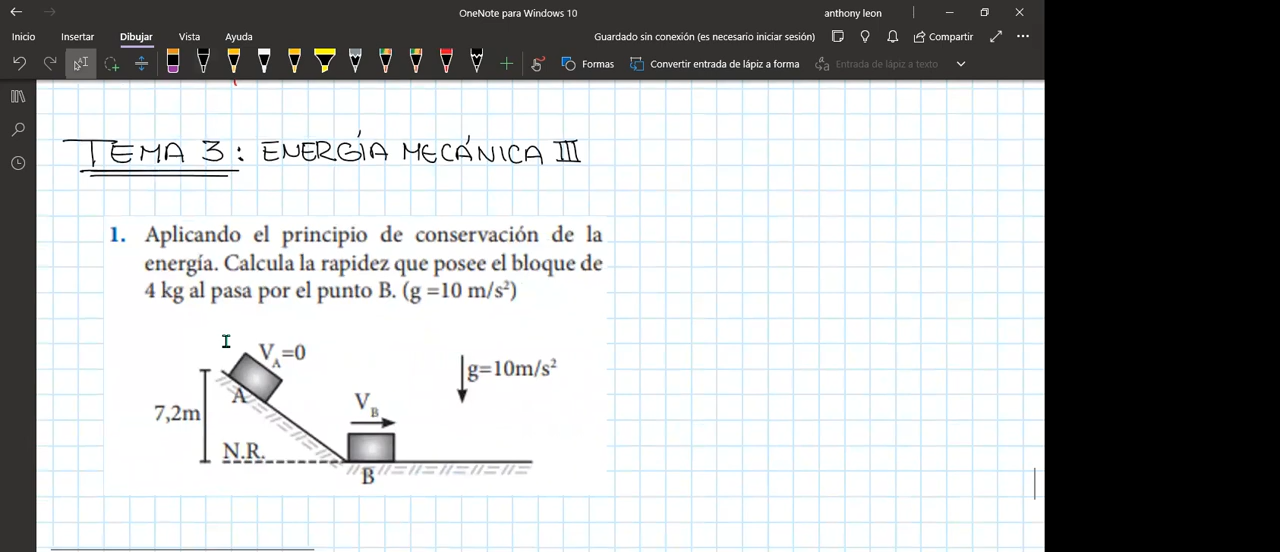 OneNote para Windows 10
anthony leon
Inicio Insertar Dibujar Vista Ayuda
Guardado sin conexión (es necesario iniciar sesión) Compartir
Formas Convertir entrada de lápiz a forma Entrada de lápiz a texto
TEMA 3: ENERGÍA MECÁNICA III
1. Aplicando el principio de conservación de la
energía. Calcula la rapidez que posee el bloque de
4 kg al pasa por el punto B. (g =10 m/s²)
V_A=0
g=10m/s²
A
7,2m
V_B
N.R.
B